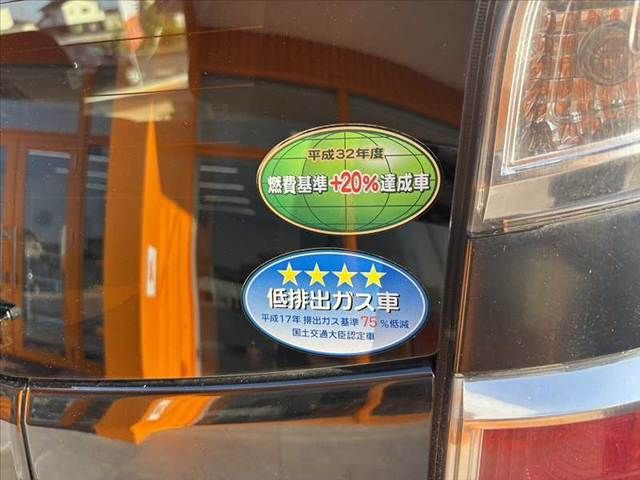 平成32年度
燃費基準+20%達成車
低排出ガス車
平成17年 排出ガス基準 75 %低減
国土交通大臣認定車